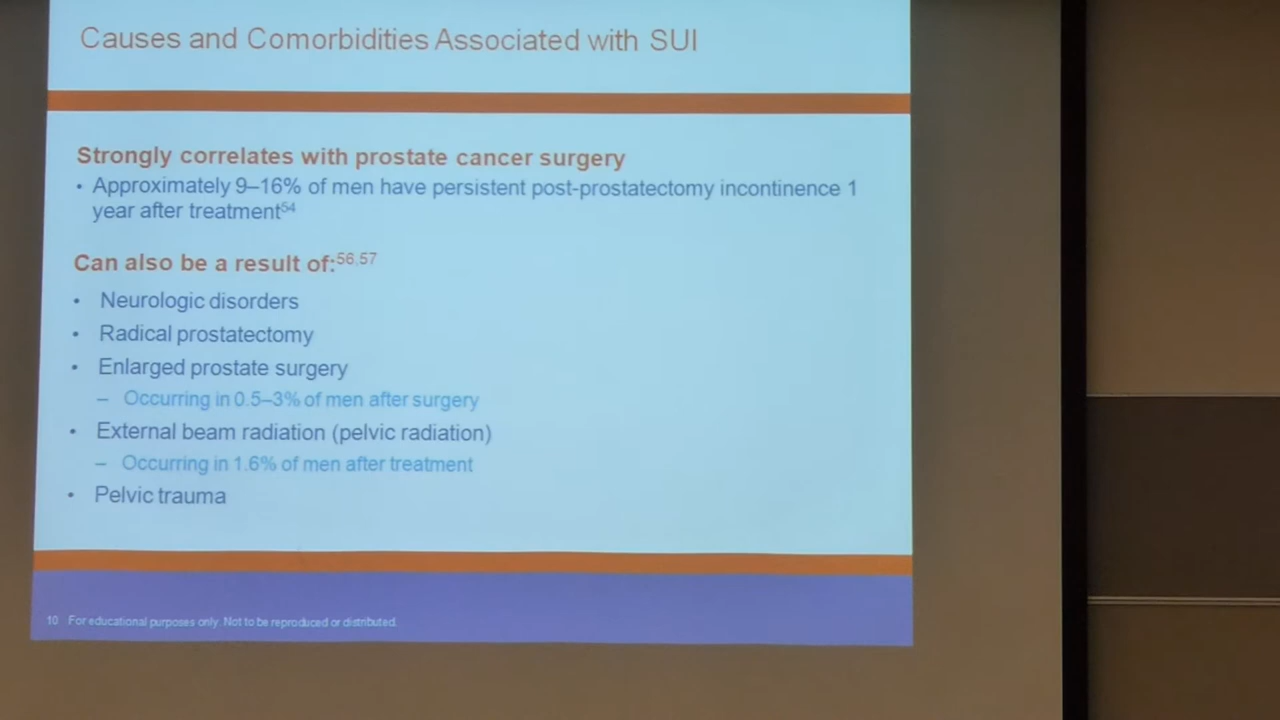 Causes and Comorbidities Associated with SUI
Strongly correlates with prostate cancer surgery
• Approximately 9–16% of men have persistent post-prostatectomy incontinence 1
year after treatment54
Can also be a result of:56,57
• Neurologic disorders
• Radical prostatectomy
• Enlarged prostate surgery
– Occurring in 0.5–3% of men after surgery
• External beam radiation (pelvic radiation)
– Occurring in 1.6% of men after treatment
• Pelvic trauma
10 For educational purposes only. Not to be reproduced or distributed.